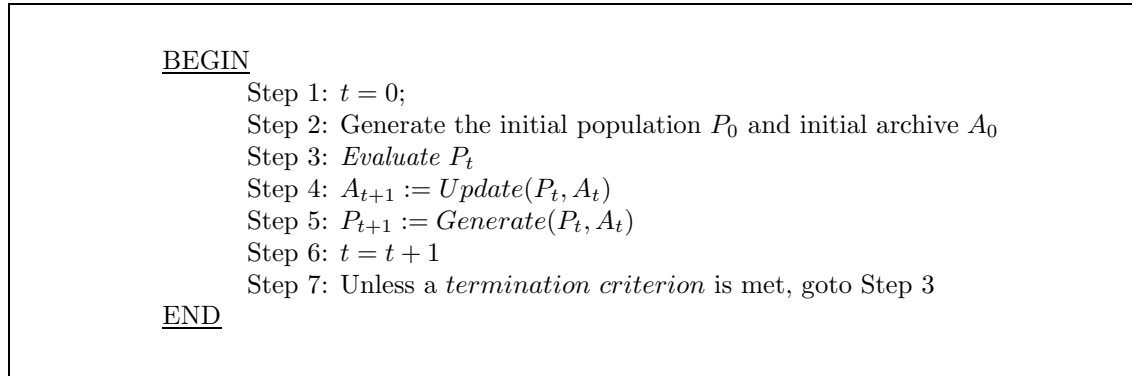 BEGIN
Step 1: t = 0;
Step 2: Generate the initial population P₀ and initial archive A₀
Step 3: Evaluate Pₜ
Step 4: Aₜ₊₁ := Update(Pₜ, Aₜ)
Step 5: Pₜ₊₁ := Generate(Pₜ, Aₜ)
Step 6: t = t + 1
Step 7: Unless a termination criterion is met, goto Step 3
END